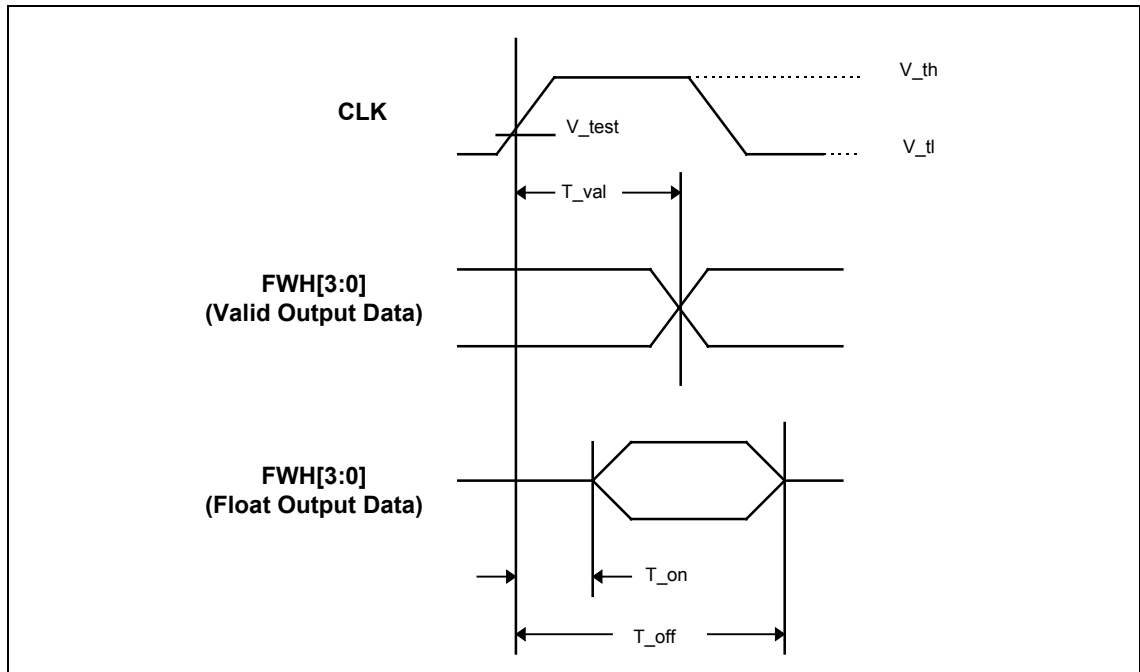 V_th
CLK
V_test
V_tl
T_val
FWH[3:0]
(Valid Output Data)
FWH[3:0]
(Float Output Data)
T_on
T_off